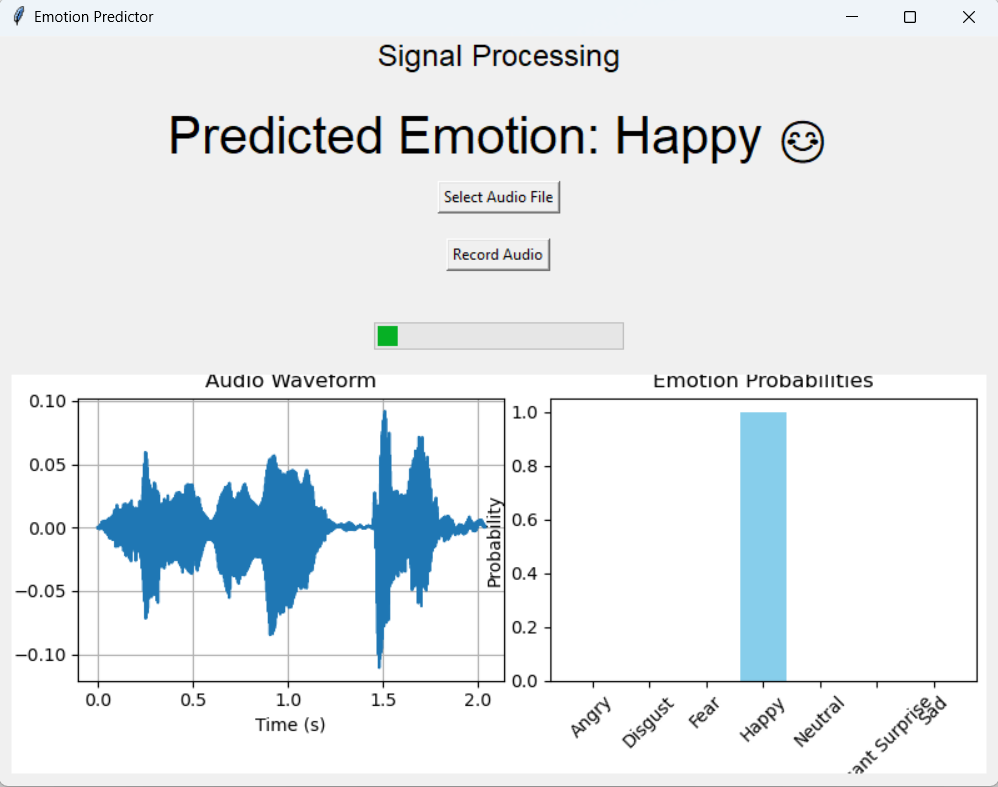 Emotion Predictor
Signal Processing
Predicted Emotion: Happy 😊
Select Audio File
Record Audio
Audio Waveform
0.10
0.05
0.00
−0.05
−0.10
0.0 0.5 1.0 1.5 2.0
Time (s)
Emotion Probabilities
Probability
1.0
0.8
0.6
0.4
0.2
0.0
Angry
Disgust
Fear
Happy
Neutral
ant Surprise
Sad